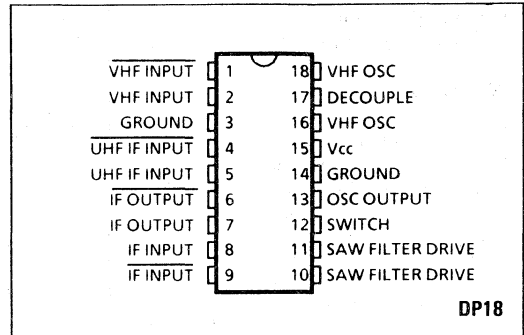 VHF INPUT 1 18 VHF OSC
VHF INPUT 2 17 DECOUPLE
GROUND 3 16 VHF OSC
UHF IF INPUT 4 15 Vcc
UHF IF INPUT 5 14 GROUND
IF OUTPUT 6 13 OSC OUTPUT
IF OUTPUT 7 12 SWITCH
IF INPUT 8 11 SAW FILTER DRIVE
IF INPUT 9 10 SAW FILTER DRIVE
DP18